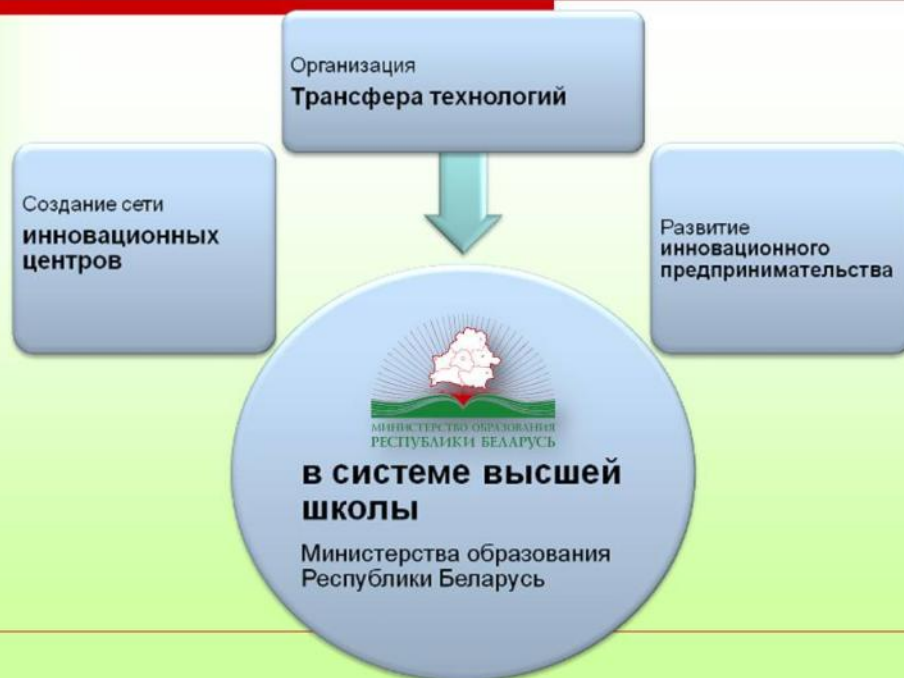 Организация
Трансфера технологий
Создание сети
инновационных
центров
Развитие
инновационного
предпринимательства
МИНИСТЕРСТВО ОБРАЗОВАНИЯ
РЕСПУБЛИКИ БЕЛАРУСЬ
в системе высшей
школы
Министерства образования
Республики Беларусь